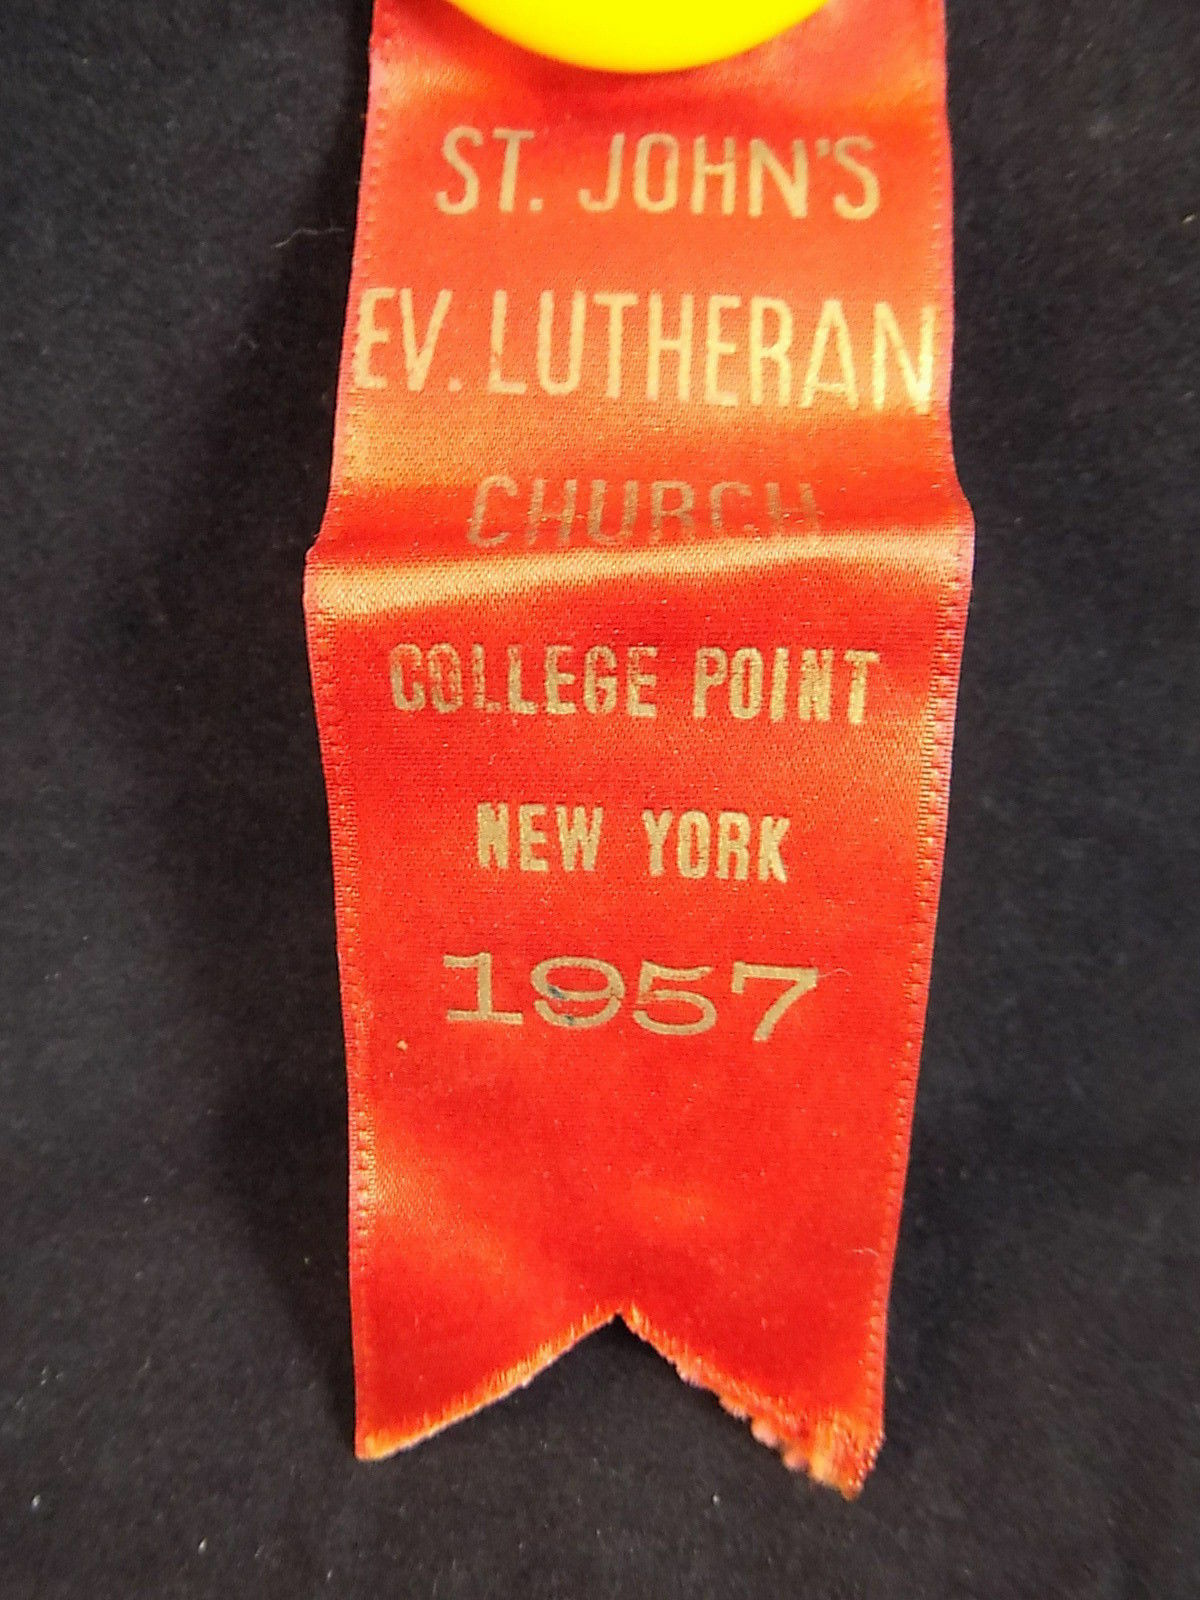 ST. JOHN'S
EV. LUTHERAN
CHURCH
COLLEGE POINT
NEW YORK
1957